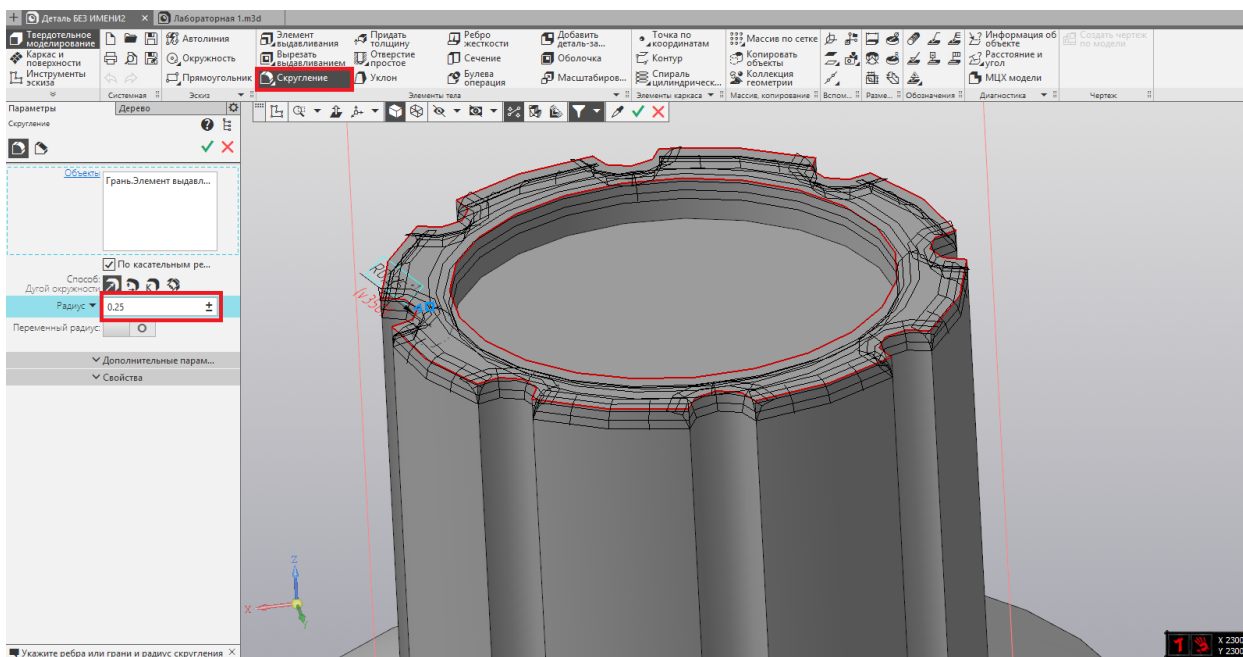 Деталь БЕЗ ИМЕНИ2 × Лабораторная 1.m3d
Твердотельное моделирование
Каркас и поверхности
Инструменты эскиза
Системная
Автолиния
Окружность
Прямоугольник
Эскиз
Элемент выдавливания
Вырезать выдавливанием
Скругление
Придать толщину
Отверстие простое
Уклон
Ребро жесткости
Сечение
Булева операция
Добавить деталь-за...
Оболочка
Масштабиров...
Элементы тела
Точка по координатам
Контур
Спираль цилиндрическ...
Элементы каркаса
Массив по сетке
Копировать объекты
Коллекция геометрии
Массив, копирование
Вспом...
Разме...
Обозначения
Информация об объекте
Расстояние и угол
МЦХ модели
Диагностика
Создать чертеж по модели
Чертеж
Параметры
Дерево
Скругление
Объекты
Грань.Элемент выдавл...
По касательным ре...
Способ:
Дугой окружности
Радиус
0.25
Переменный радиус:
Дополнительные парам...
Свойства
Z
X
Укажите ребра или грани и радиус скругления ×
X 2300
Y 2300